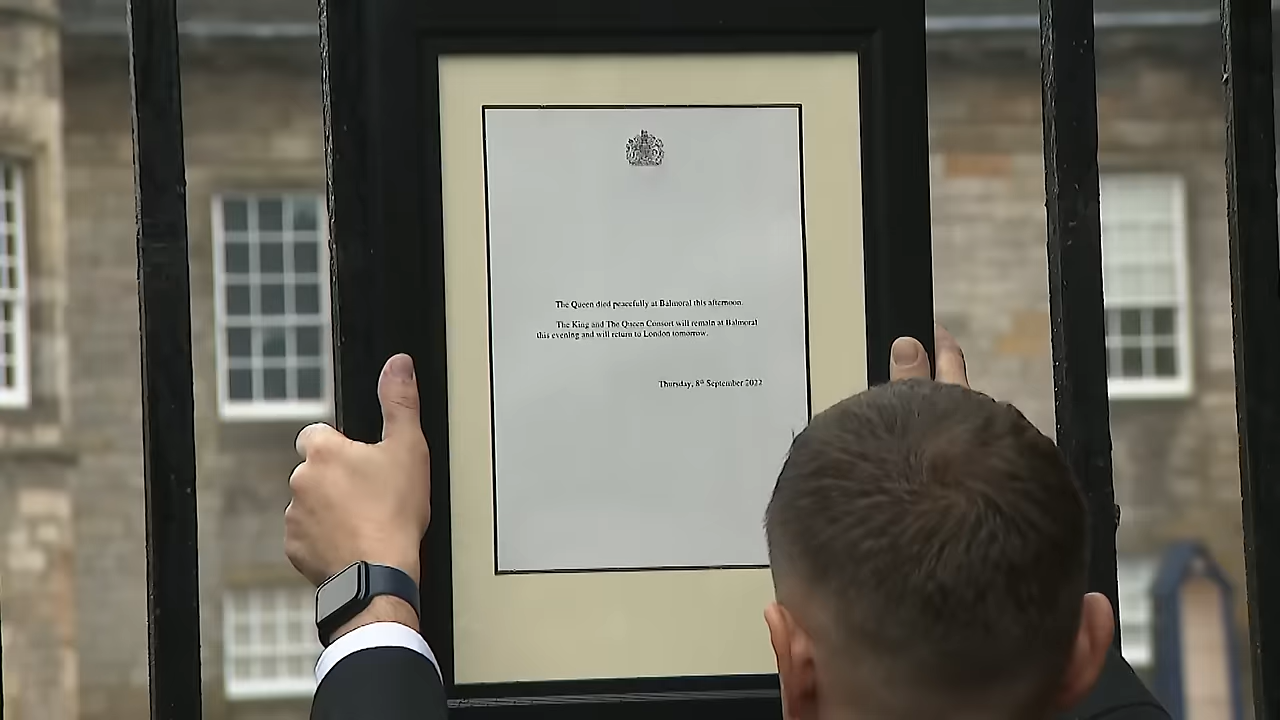 The Queen died peacefully at Balmoral this afternoon.
The King and The Queen Consort will remain at Balmoral
this evening and will return to London tomorrow.
Thursday, 8th September 2022